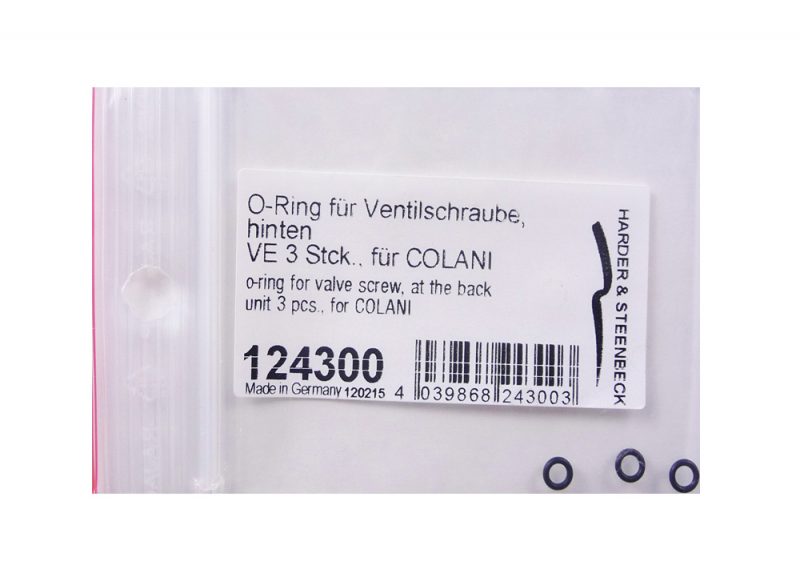 O-Ring für Ventilschraube,
hinten
VE 3 Stck., für COLANI
o-ring for valve screw, at the back
unit 3 pcs., for COLANI
124300
Made in Germany 120215
4 039868 243003
HARDER & STEENBECK